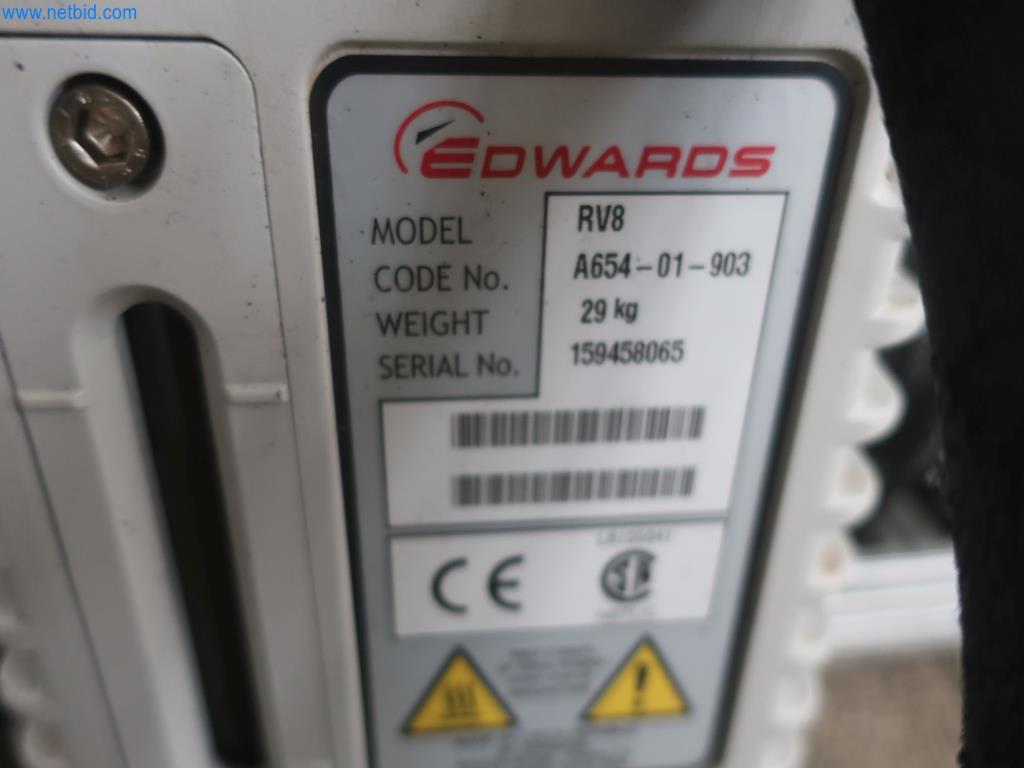 www.netbid.com
EDWARDS
MODEL RV8
CODE No. A654-01-903
WEIGHT 29 kg
SERIAL No. 159458065
CE